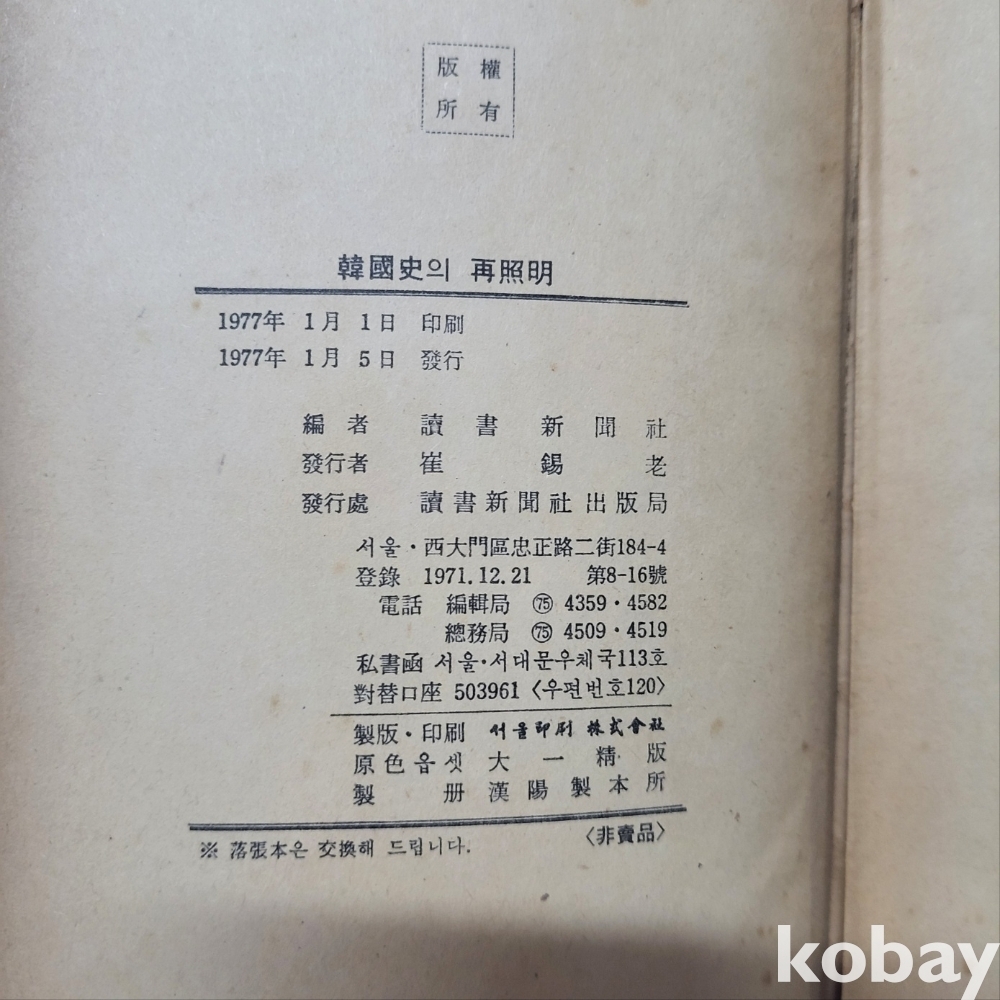 版權
所有
韓國史의 再照明
1977年 1月 1日 印刷
1977年 1月 5日 發行
編者 讀書新聞社
發行者 崔錫老
發行處 讀書新聞社出版局
서울·西大門區忠正路二街184-4
登錄 1971.12.21 第8-16號
電話 編輯局 ㊆㊄ 4359·4582
總務局 75 4509·4519
私書函 서울·서대문우체국113호
對替口座 503961 〈우편번호120〉
製版·印刷 서울印刷 株式會社
原色옵셋 大一精版
製册 漢陽製本所
※ 落張本은 交換해 드립니다. 〈非賣品〉
kobay